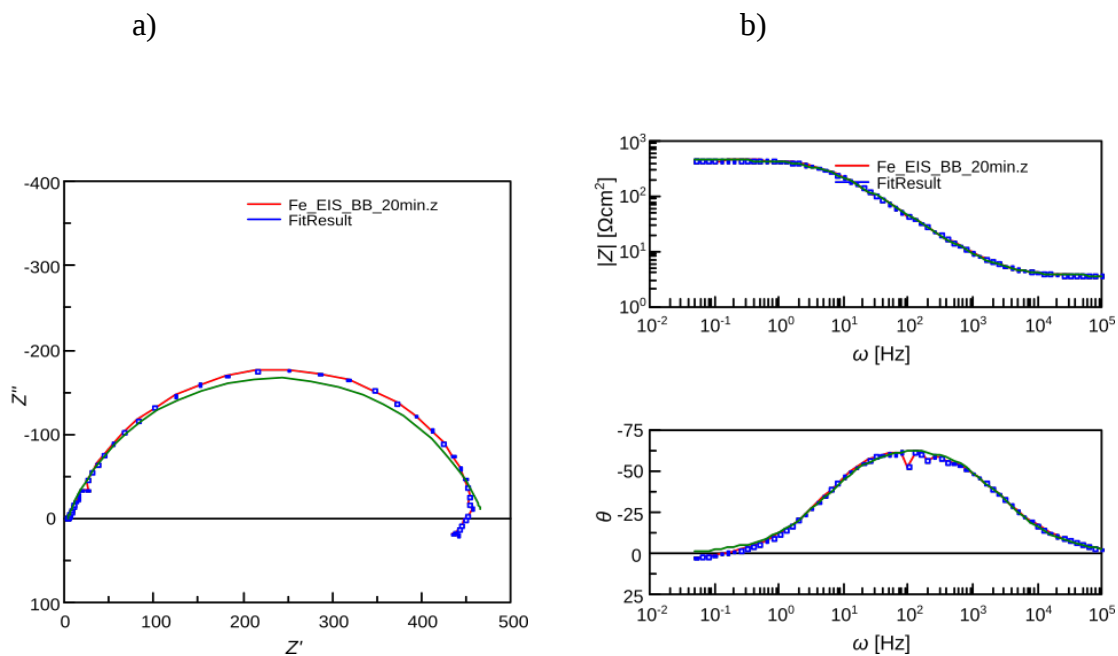 a)
b)
-400
-300
-200
-100
0
100
0
100
200
300
400
500
Z''
Z'
Fe_EIS_BB_20min.z
FitResult
10³
10²
10¹
10⁰
|Z| [Ωcm²]
Fe_EIS_BB_20min.z
FitResult
10⁻² 10⁻¹ 10⁰ 10¹ 10² 10³ 10⁴ 10⁵
ω [Hz]
-75
-50
-25
0
25
θ
10⁻² 10⁻¹ 10⁰ 10¹ 10² 10³ 10⁴ 10⁵
ω [Hz]